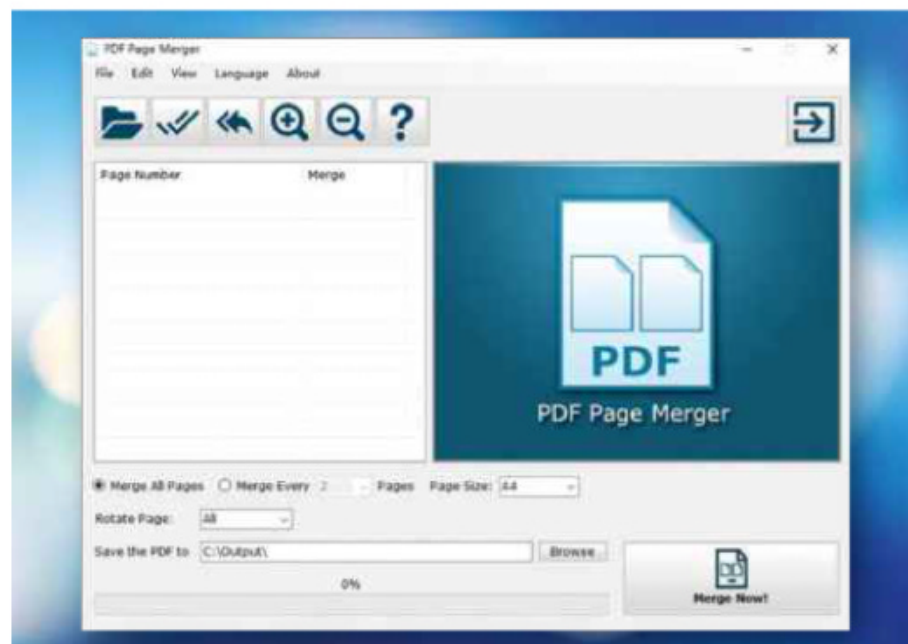 PDF Page Merger
File Edit View Language About
?
Page Number Merge
PDF
PDF Page Merger
Merge All Pages Merge Every 2 Pages Page Size: A4
Rotate Page: All
Save the PDF to C:\Output\ Browse
0%
Merge Now!